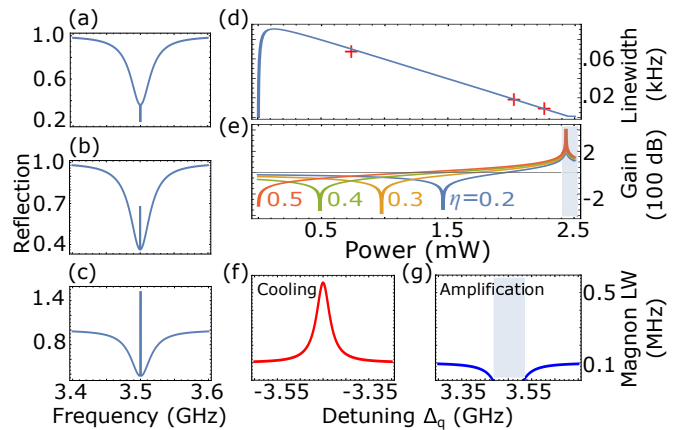 (a)
1.0
0.6
0.2
(b)
1.0
0.7
0.4
Reflection
(c)
1.4
0.8
3.4 3.5 3.6
Frequency (GHz)
(d)
.06
.02
Linewidth
(kHz)
(e)
2
-2
Gain
(100 dB)
0.5 0.4 0.3 η=0.2
0.5 1.5 2.5
Power (mW)
(f)
Cooling
-3.55 -3.35
(g)
Amplification
0.5
0.1
Magnon LW
(MHz)
3.35 3.55
Detuning Δq (GHz)